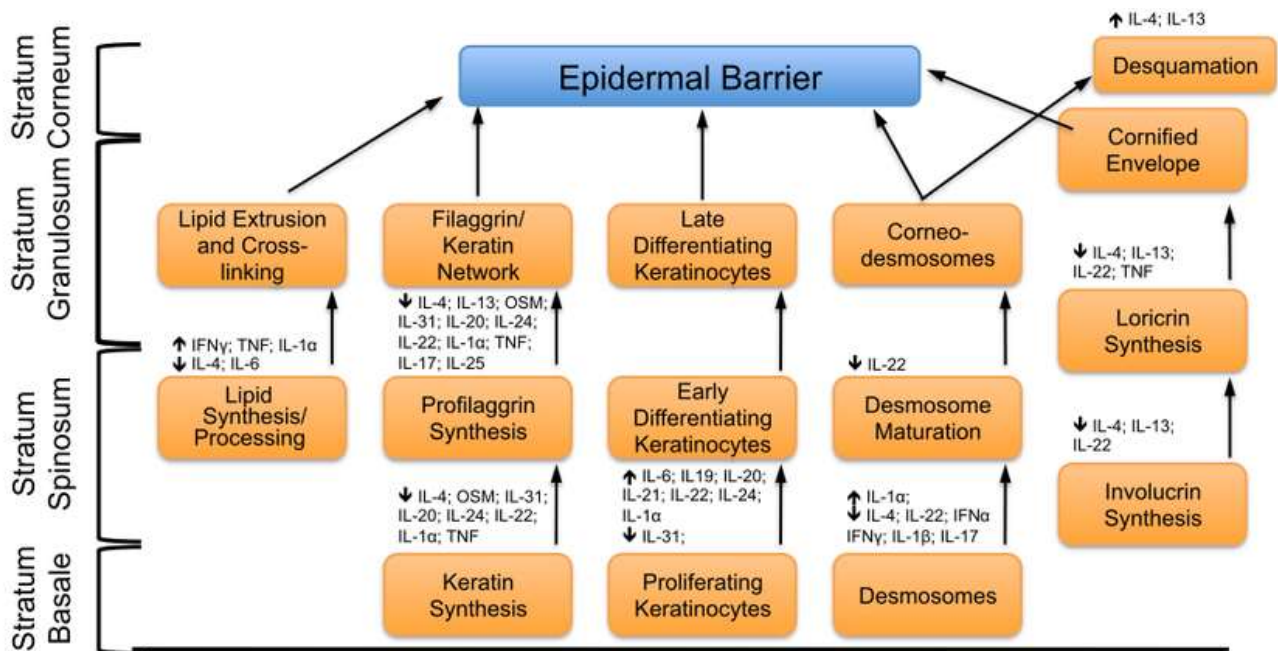 Stratum
Corneum
Stratum
Granulosum
Stratum
Spinosum
Stratum
Basale
↑ IL-4; IL-13
Desquamation
Epidermal Barrier
Cornified
Envelope
Lipid Extrusion
and Cross-
linking
Filaggrin/
Keratin
Network
Late
Differentiating
Keratinocytes
Corneo-
desmosomes
↓ IL-4; IL-13;
IL-22; TNF
Loricrin
Synthesis
↑ IFNγ; TNF; IL-1α
↓ IL-4; IL-6
↓ IL-4; IL-13; OSM;
IL-31; IL-20; IL-24;
IL-22; IL-1α; TNF;
IL-17; IL-25
↓ IL-22
Lipid
Synthesis/
Processing
Profilaggrin
Synthesis
Early
Differentiating
Keratinocytes
Desmosome
Maturation
↓ IL-4; IL-13;
IL-22
Involucrin
Synthesis
↓ IL-4; OSM; IL-31;
IL-20; IL-24; IL-22;
IL-1α; TNF
↑ IL-6; IL19; IL-20;
IL-21; IL-22; IL-24;
IL-1α
↓ IL-31;
↑ IL-1α;
↓ IL-4; IL-22; IFNα
IFNγ; IL-1β; IL-17
Keratin
Synthesis
Proliferating
Keratinocytes
Desmosomes